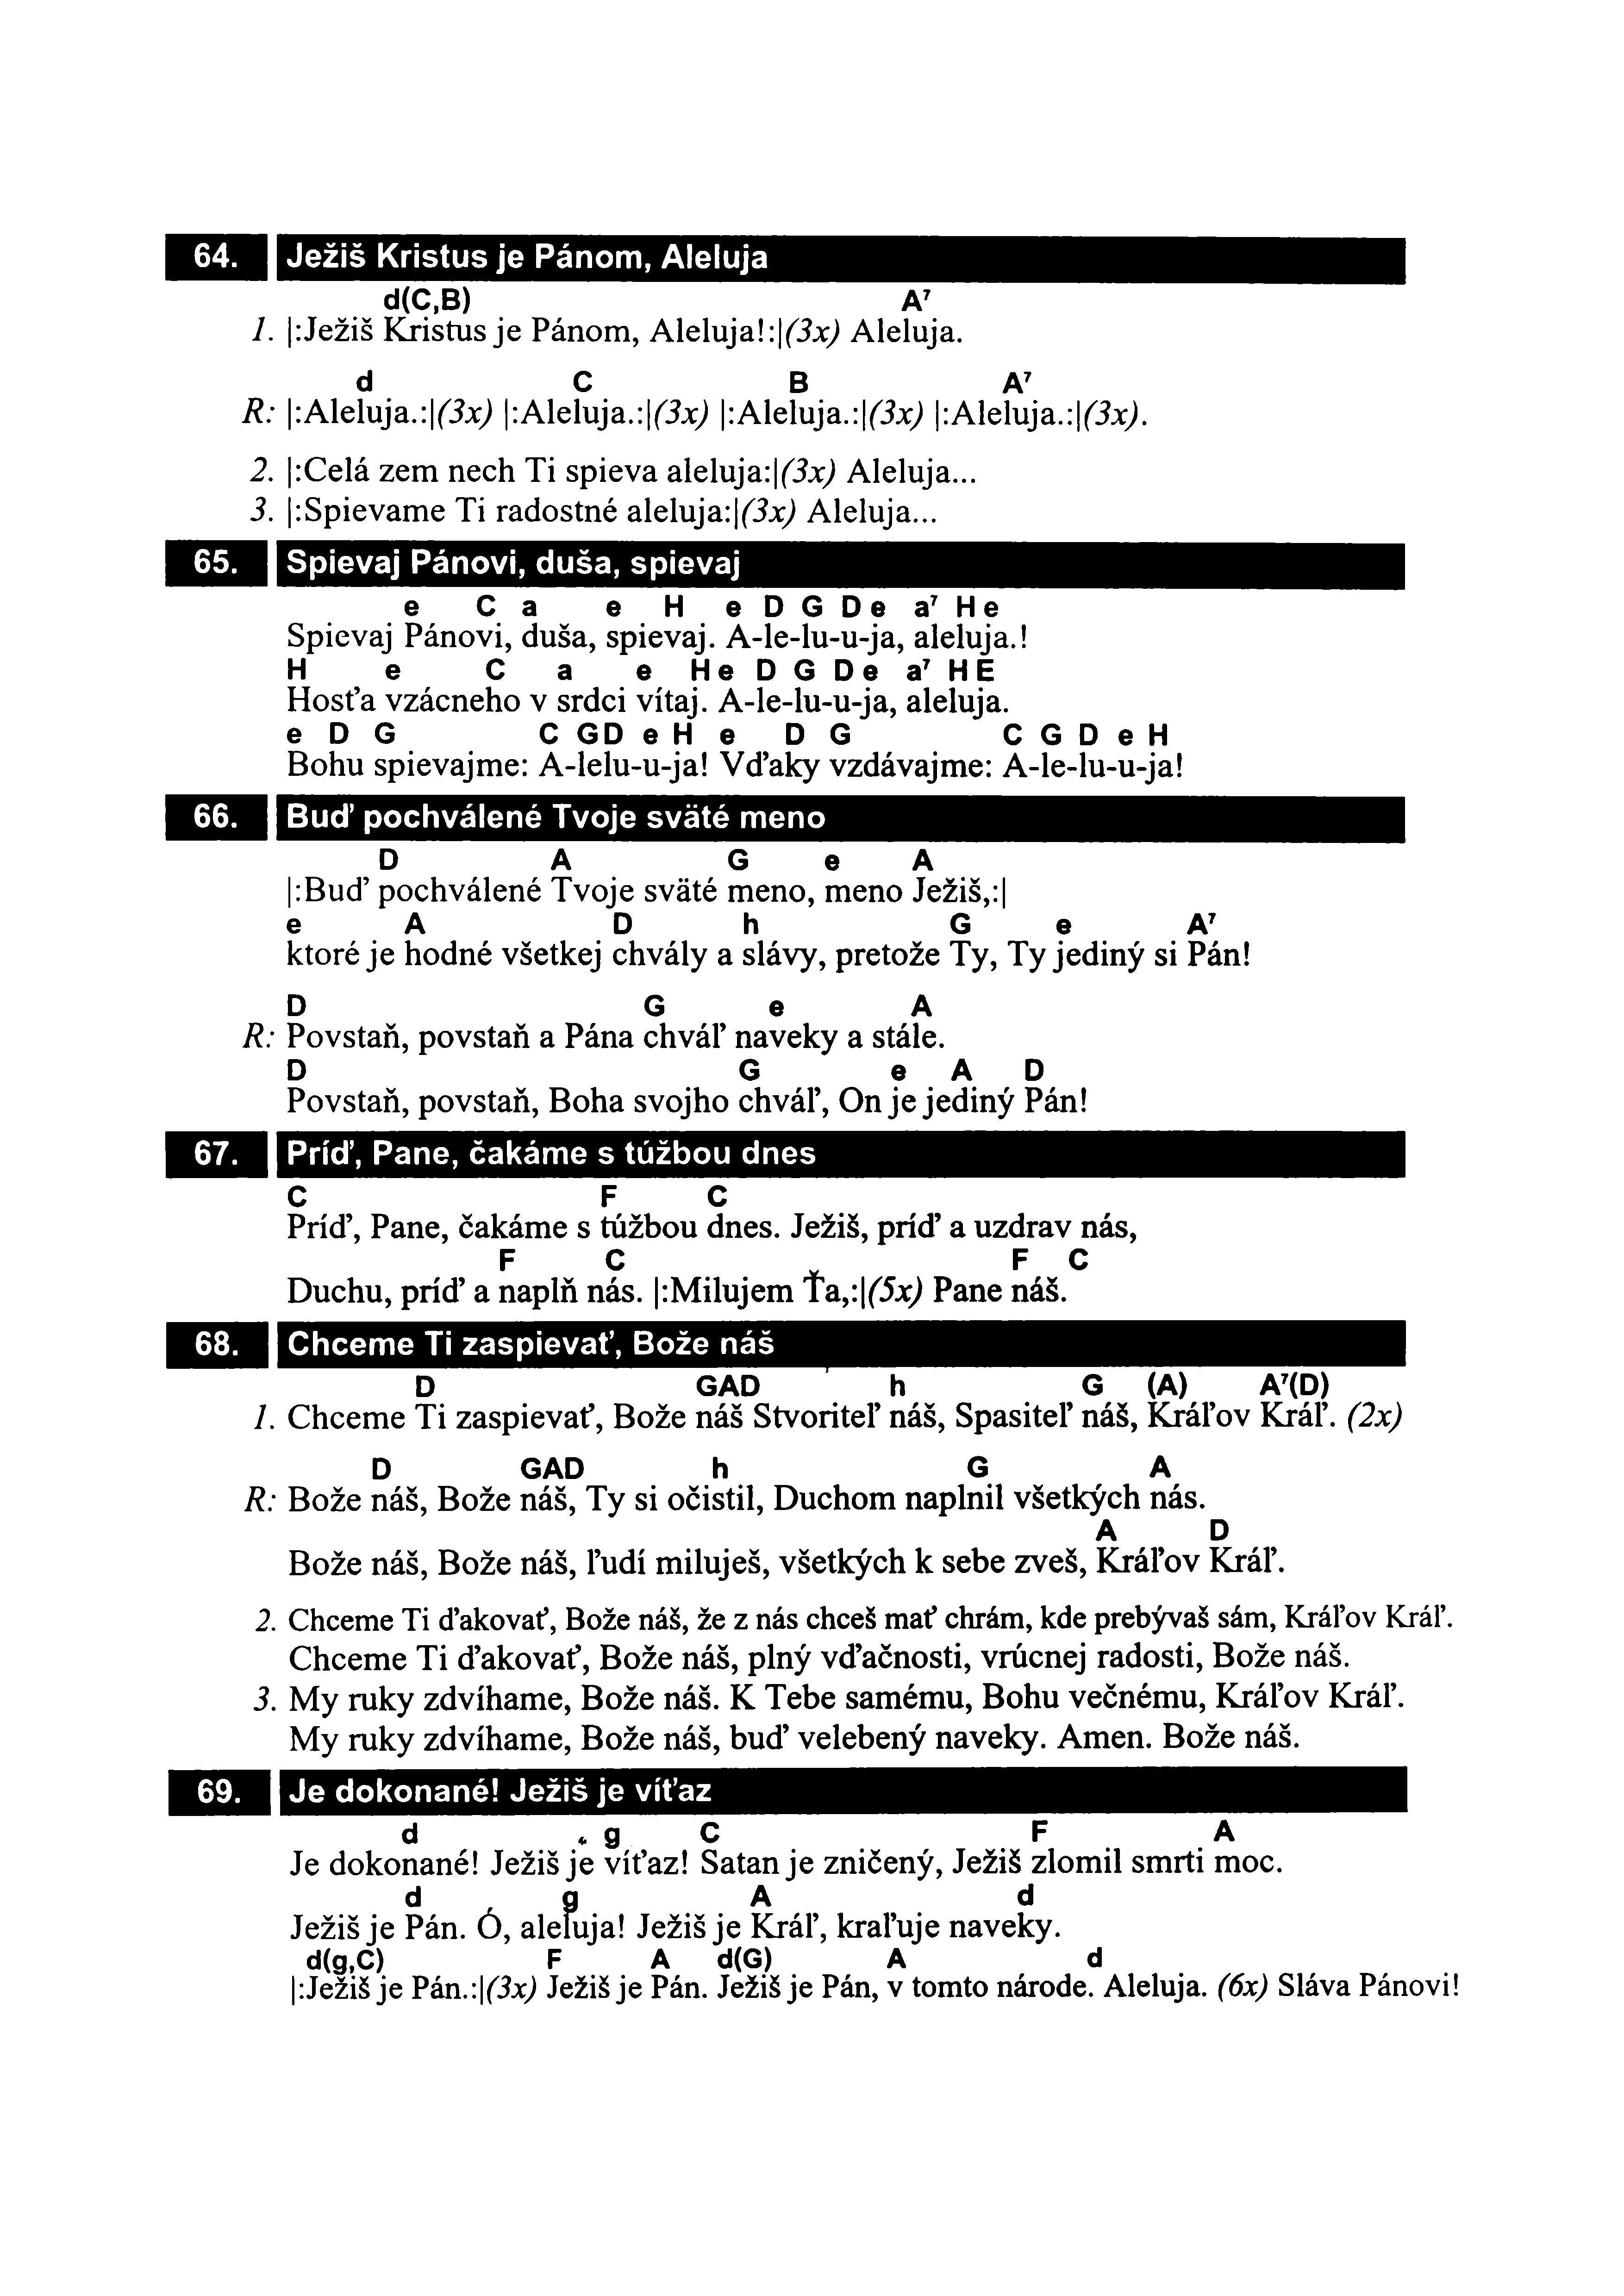 64. Ježiš Kristus je Pánom, Aleluja
d(C,B) A⁷
1. |:Ježiš Kristus je Pánom, Aleluja!:|(3x) Aleluja.
d C B A⁷
R: |:Aleluja.:|(3x) |:Aleluja.:|(3x) |:Aleluja.:|(3x) |:Aleluja.:|(3x).
2. |:Celá zem nech Ti spieva aleluja:|(3x) Aleluja...
3. |:Spievame Ti radostné aleluja:|(3x) Aleluja...
65. Spievaj Pánovi, duša, spievaj
e C a e H e D G D e a⁷ H e
Spievaj Pánovi, duša, spievaj. A-le-lu-u-ja, aleluja.!
H e C a e H e D G D e a⁷ H E
Hosťa vzácneho v srdci vítaj. A-le-lu-u-ja, aleluja.
e D G C G D e H e D G C G D e H
Bohu spievajme: A-lelu-u-ja! Vďaky vzdávajme: A-le-lu-u-ja!
66. Buď pochválené Tvoje sväté meno
D A G e A
|:Buď pochválené Tvoje sväté meno, meno Ježiš,:|
e A D h G e A⁷
ktoré je hodné všetkej chvály a slávy, pretože Ty, Ty jediný si Pán!
D G e A
R: Povstaň, povstaň a Pána chváľ naveky a stále.
D G e A D
Povstaň, povstaň, Boha svojho chváľ, On je jediný Pán!
67. Príď, Pane, čakáme s túžbou dnes
C F C
Príď, Pane, čakáme s túžbou dnes. Ježiš, príď a uzdrav nás,
F C F C
Duchu, príď a naplň nás. |:Milujem Ťa,:|(5x) Pane náš.
68. Chceme Ti zaspievať, Bože náš
D GAD h G (A) A⁷(D)
1. Chceme Ti zaspievať, Bože náš Stvoriteľ náš, Spasiteľ náš, Kráľov Kráľ. (2x)
D GAD h G A
R: Bože náš, Bože náš, Ty si očistil, Duchom naplnil všetkých nás.
A D
Bože náš, Bože náš, ľudí miluješ, všetkých k sebe zveš, Kráľov Kráľ.
2. Chceme Ti ďakovať, Bože náš, že z nás chceš mať chrám, kde prebývaš sám, Kráľov Kráľ.
Chceme Ti ďakovať, Bože náš, plný vďačnosti, vrúcnej radosti, Bože náš.
3. My ruky zdvíhame, Bože náš. K Tebe samému, Bohu večnému, Kráľov Kráľ.
My ruky zdvíhame, Bože náš, buď velebený naveky. Amen. Bože náš.
69. Je dokonané! Ježiš je víťaz
d g C F A
Je dokonané! Ježiš je víťaz! Satan je zničený, Ježiš zlomil smrti moc.
d g A d
Ježiš je Pán. Ó, aleluja! Ježiš je Kráľ, kraľuje naveky.
d(g,C) F A d(G) A d
|:Ježiš je Pán.:|(3x) Ježiš je Pán. Ježiš je Pán, v tomto národe. Aleluja. (6x) Sláva Pánovi!